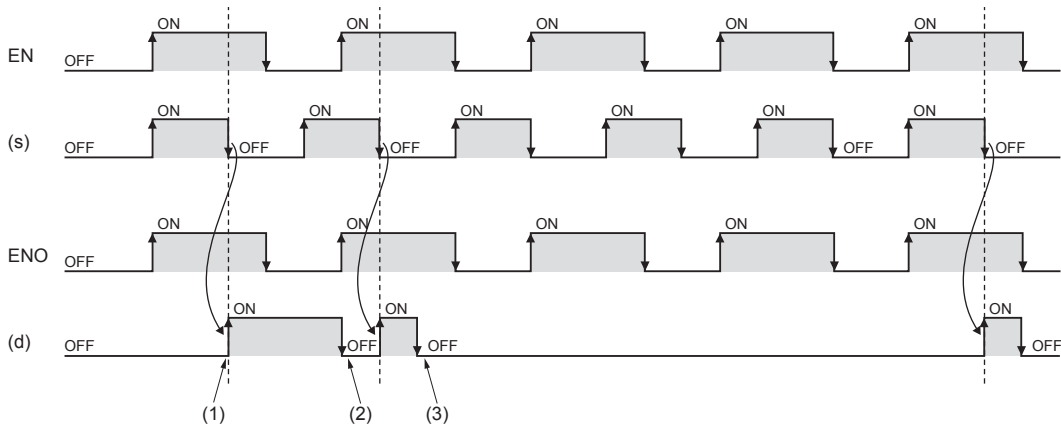 ON ON ON ON ON
EN OFF
ON ON ON ON ON ON
(s) OFF OFF OFF OFF OFF
ON ON ON ON ON
ENO OFF
ON ON ON
(d) OFF OFF OFF OFF
(1) (2) (3)